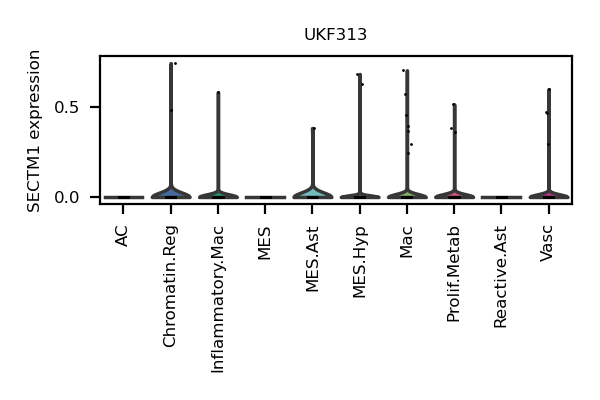 UKF313
SECTM1 expression
0.5
0.0
AC
Chromatin.Reg
Inflammatory.Mac
MES
MES.Ast
MES.Hyp
Mac
Prolif.Metab
Reactive.Ast
Vasc